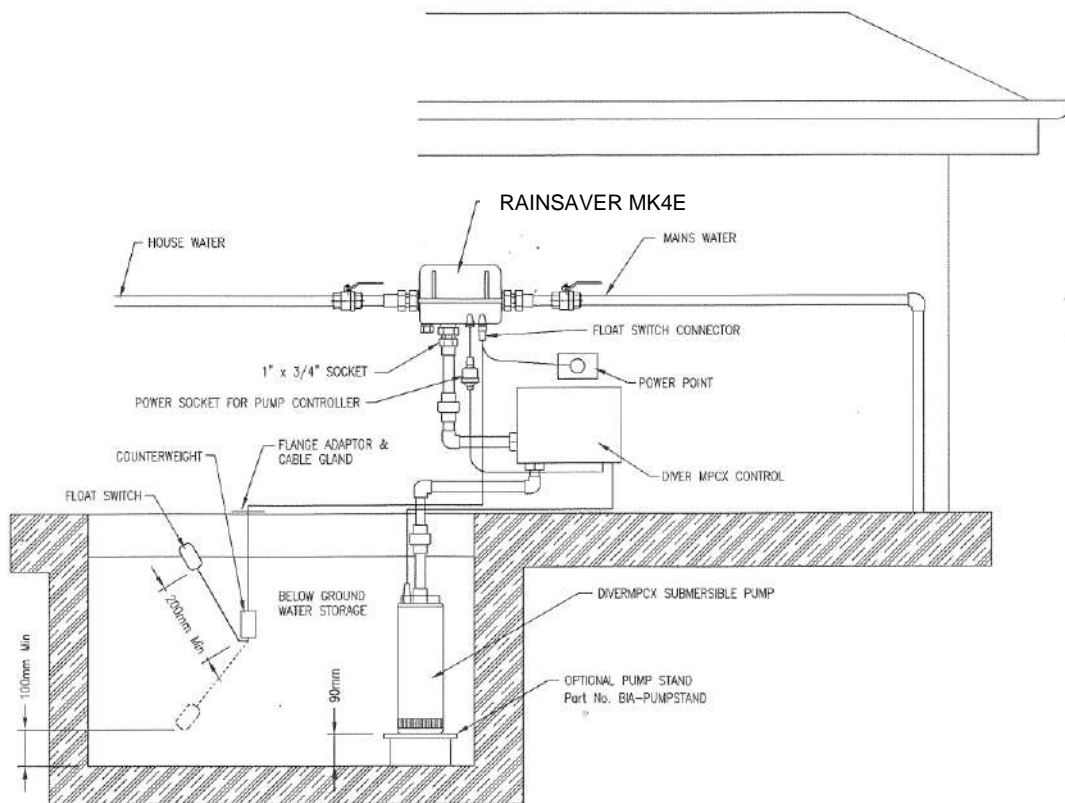 RAINSAVER MK4E
HOUSE WATER
MAINS WATER
FLOAT SWITCH CONNECTOR
1" x 3/4" SOCKET
POWER POINT
POWER SOCKET FOR PUMP CONTROLLER
FLANGE ADAPTOR &
CABLE GLAND
COUNTERWEIGHT
DIVER MPCX CONTROL
FLOAT SWITCH
BELOW GROUND
WATER STORAGE
DIVERMPCX SUBMERSIBLE PUMP
200mm Min
100mm Min
90mm
OPTIONAL PUMP STAND
Part No. BIA-PUMPSTAND